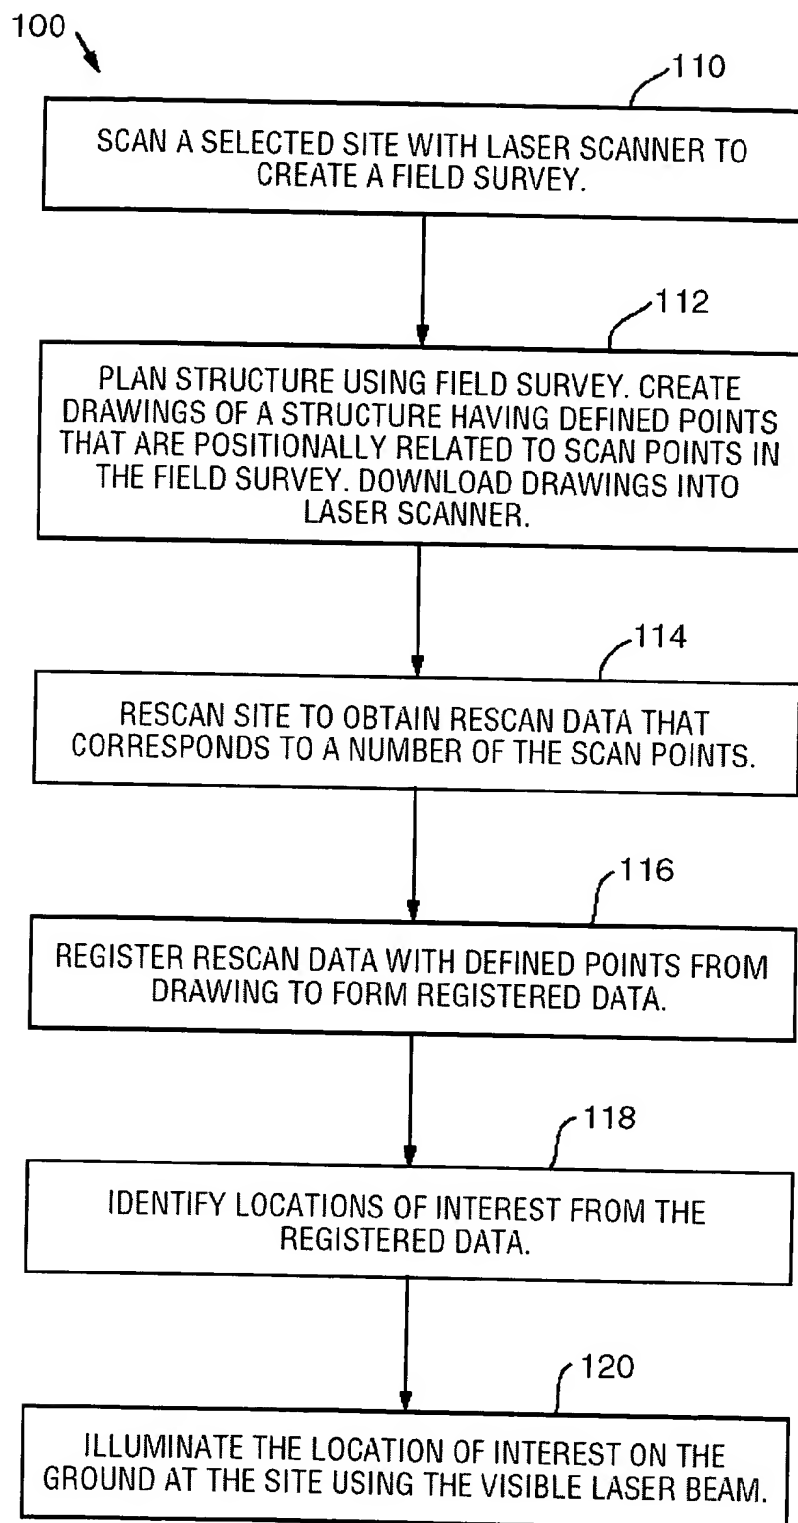 100
110
SCAN A SELECTED SITE WITH LASER SCANNER TO
CREATE A FIELD SURVEY.
112
PLAN STRUCTURE USING FIELD SURVEY. CREATE
DRAWINGS OF A STRUCTURE HAVING DEFINED POINTS
THAT ARE POSITIONALLY RELATED TO SCAN POINTS IN
THE FIELD SURVEY. DOWNLOAD DRAWINGS INTO
LASER SCANNER.
114
RESCAN SITE TO OBTAIN RESCAN DATA THAT
CORRESPONDS TO A NUMBER OF THE SCAN POINTS.
116
REGISTER RESCAN DATA WITH DEFINED POINTS FROM
DRAWING TO FORM REGISTERED DATA.
118
IDENTIFY LOCATIONS OF INTEREST FROM THE
REGISTERED DATA.
120
ILLUMINATE THE LOCATION OF INTEREST ON THE
GROUND AT THE SITE USING THE VISIBLE LASER BEAM.